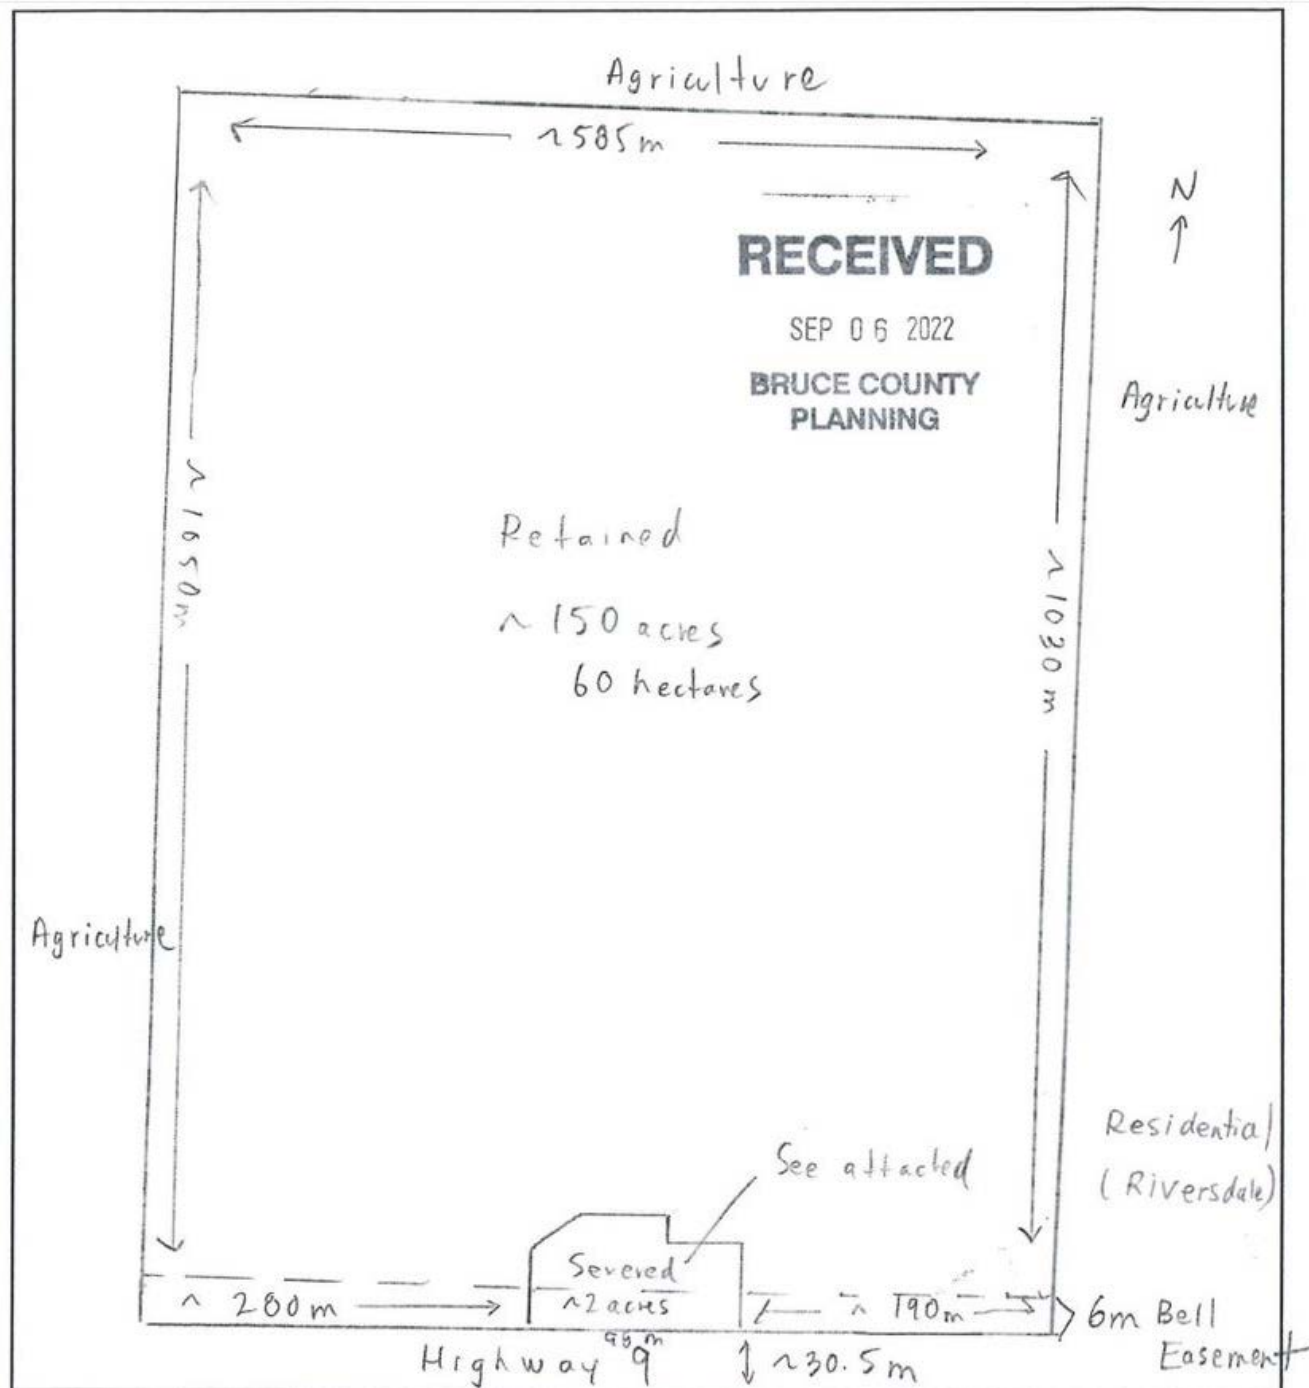 Agriculture
~585m
N
RECEIVED
SEP 06 2022
BRUCE COUNTY
PLANNING
Agriculture
~1050m
Retained
~1030m
~ 150 acres
60 hectares
Agriculture
Residential
(Riversdale)
See attacted
Severed
~2 acres
~ 280m
~ 190m
6m Bell
Easement
Highway 9
~30.5m